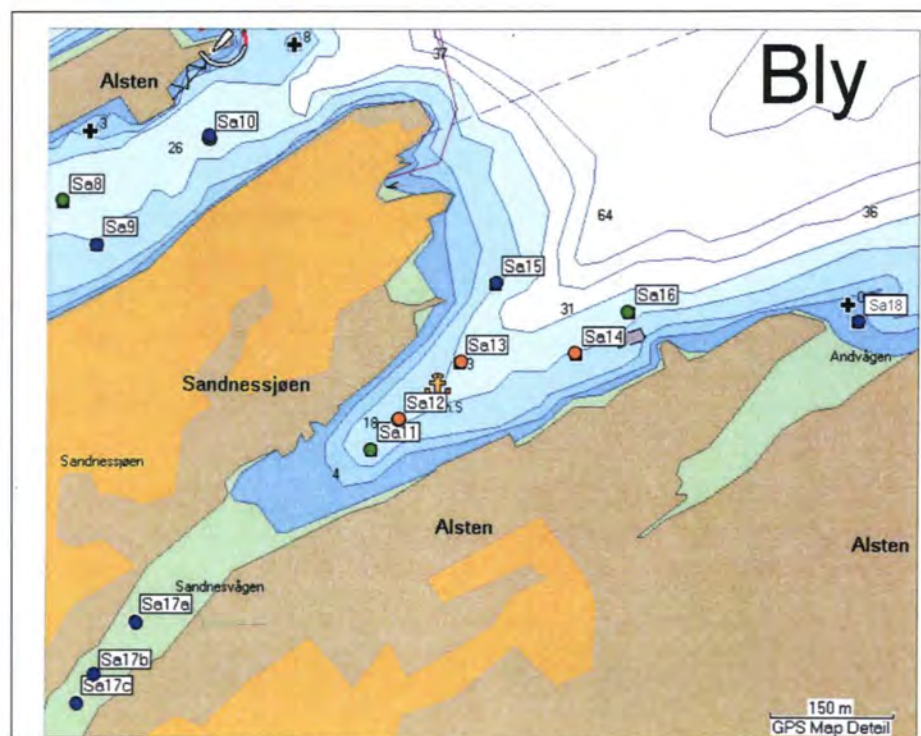 Bly
37
8
Alsten
3
Sa10
26
Sa8
64
36
Sa9
Sa15
31
Sa16
Sa18
Sa14
Andvågen
Sa13
3
Sandnessjøen
Sa12
18
Sa11
Sandnessjøen
4
Alsten
Alsten
Sandnesvågen
Sa17a
Sa17b
Sa17c
150 m
GPS Map Detail